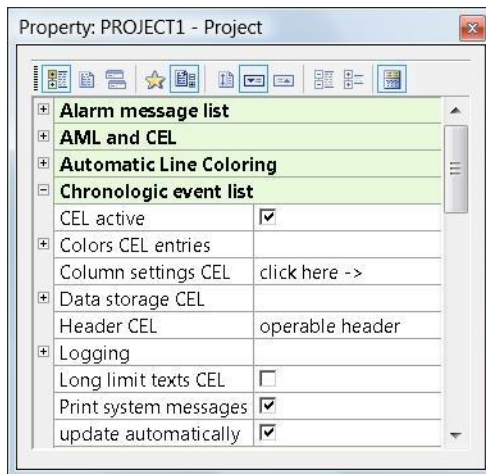 Property: PROJECT1 - Project
Alarm message list
AML and CEL
Automatic Line Coloring
Chronologic event list
CEL active
Colors CEL entries
Column settings CEL click here ->
Data storage CEL
Header CEL operable header
Logging
Long limit texts CEL
Print system messages
update automatically